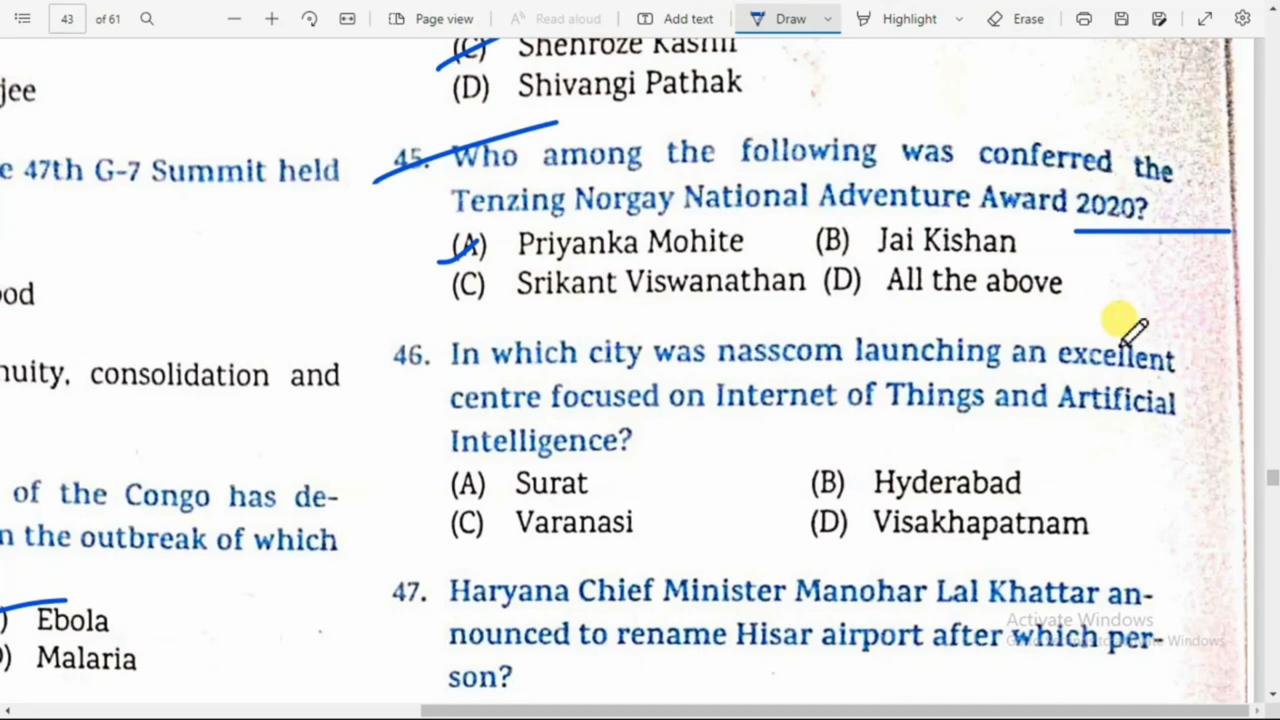 43
of 61
Page view
Read aloud
Add text
Draw
Highlight
Erase
jee
e 47th G-7 Summit held
ood
nuity, consolidation and
of the Congo has de-
n the outbreak of which
) Ebola
) Malaria
(C) Shehroze Kashif
(D) Shivangi Pathak
45. Who among the following was conferred the
Tenzing Norgay National Adventure Award 2020?
(A) Priyanka Mohite (B) Jai Kishan
(C) Srikant Viswanathan (D) All the above
46. In which city was nasscom launching an excellent
centre focused on Internet of Things and Artificial
Intelligence?
(A) Surat (B) Hyderabad
(C) Varanasi (D) Visakhapatnam
47. Haryana Chief Minister Manohar Lal Khattar an-
nounced to rename Hisar airport after which per-
son?
Activate Windows